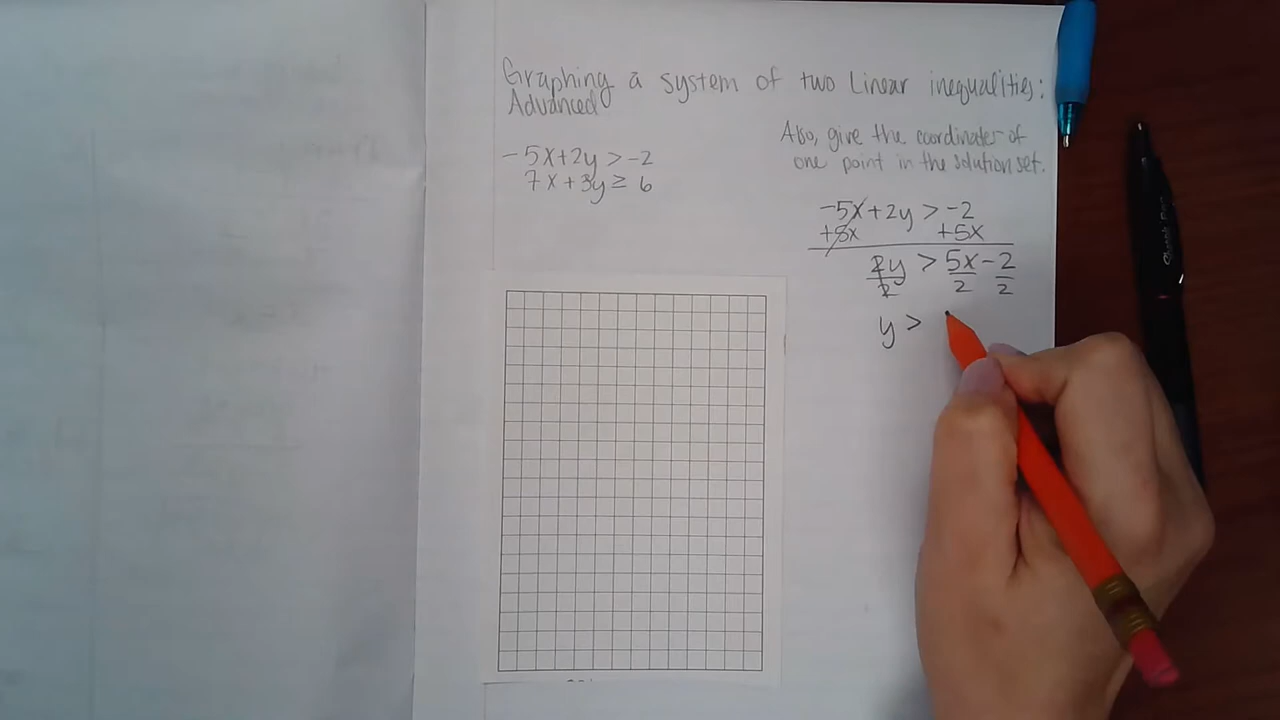 Graphing a system of two Linear inequalities:
Advanced
Also, give the coordinates of
one point in the solution set.
-5x+2y > -2
7x+3y ≥ 6
-5x+2y > -2
+5x +5x
2y > 5x - 2
2 2 2
y >